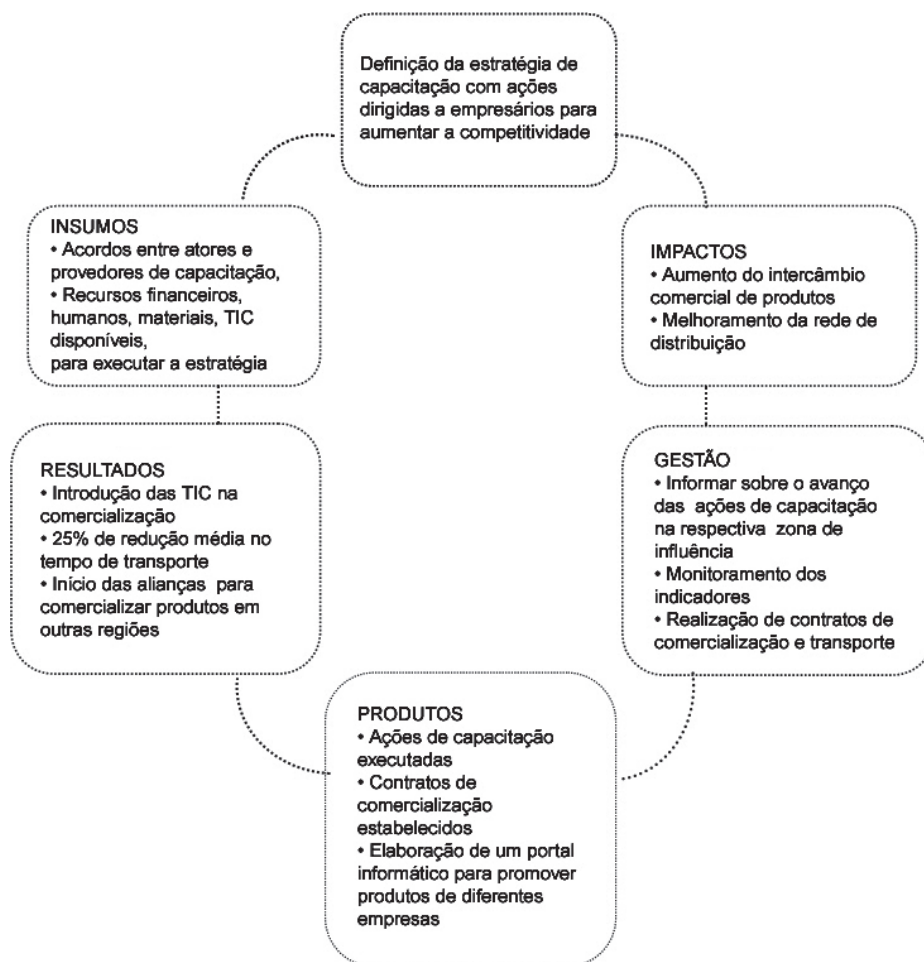 Definição da estratégia de
capacitação com ações
dirigidas a empresários para
aumentar a competitividade
INSUMOS
• Acordos entre atores e
provedores de capacitação,
• Recursos financeiros,
humanos, materiais, TIC
disponíveis,
para executar a estratégia
IMPACTOS
• Aumento do intercâmbio
comercial de produtos
• Melhoramento da rede de
distribuição
RESULTADOS
• Introdução das TIC na
comercialização
• 25% de redução média no
tempo de transporte
• Início das alianças para
comercializar produtos em
outras regiões
GESTÃO
• Informar sobre o avanço
das ações de capacitação
na respectiva zona de
influência
• Monitoramento dos
indicadores
• Realização de contratos de
comercialização e transporte
PRODUTOS
• Ações de capacitação
executadas
• Contratos de
comercialização
estabelecidos
• Elaboração de um portal
informático para promover
produtos de diferentes
empresas